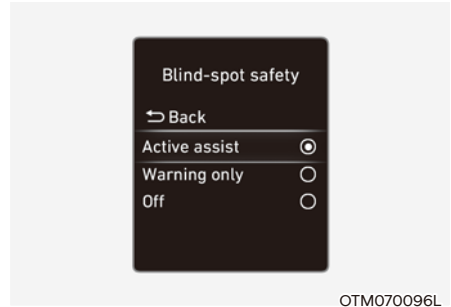 Blind-spot safety
Back
Active assist
Warning only
Off
OTM070096L